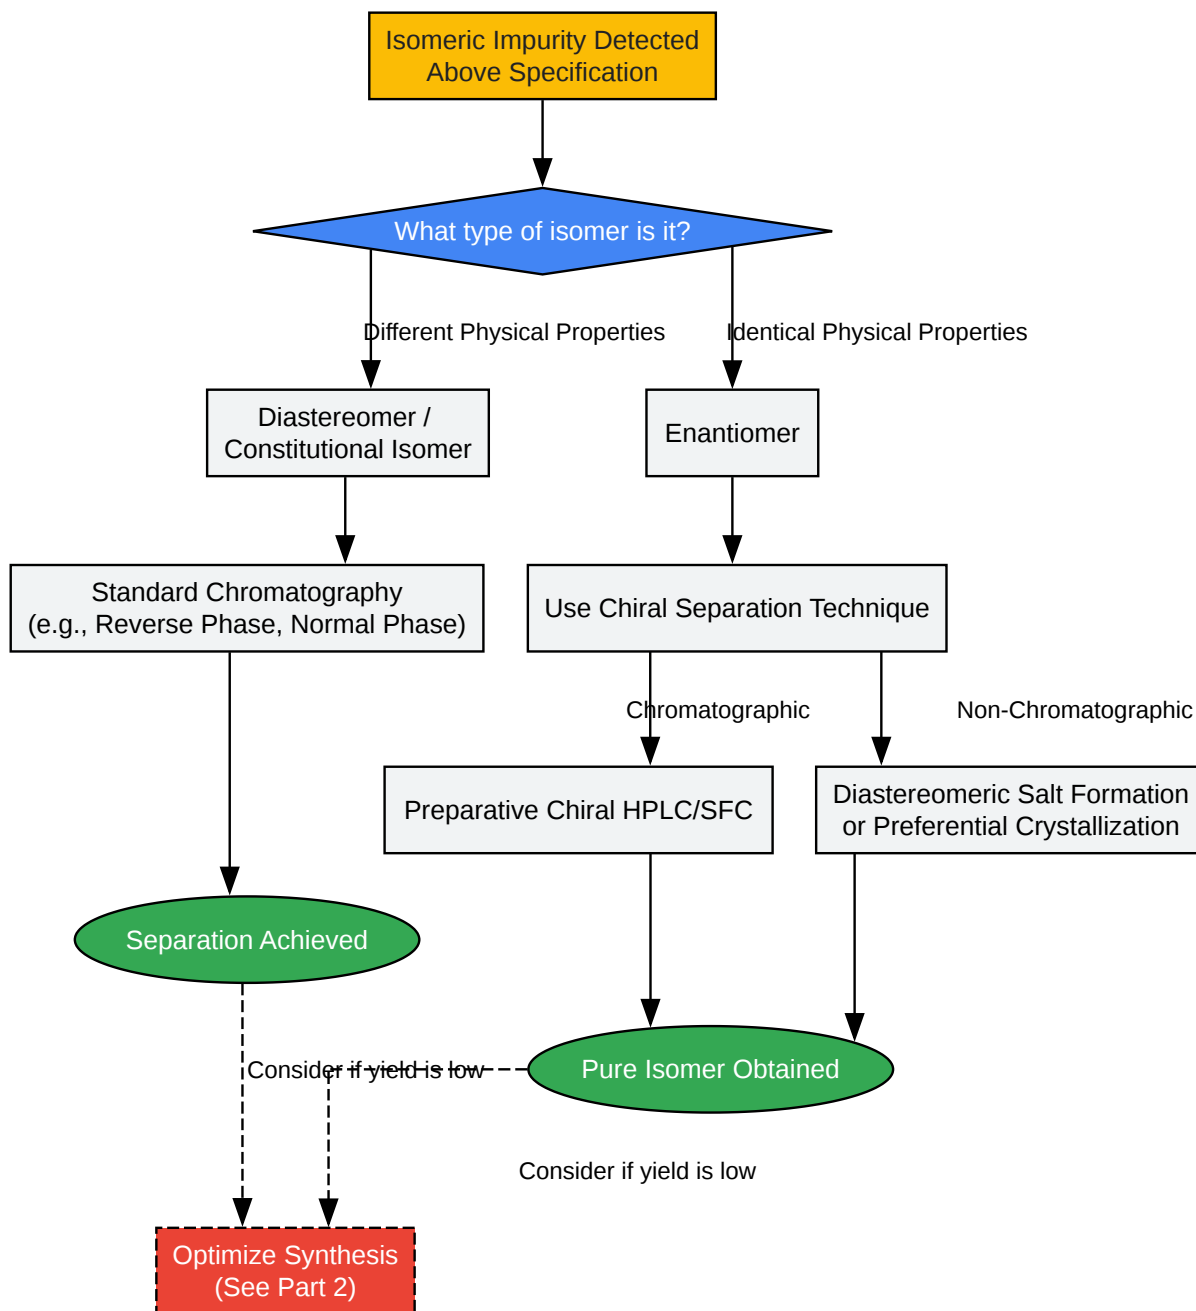 Isomeric Impurity Detected
Above Specification
What type of isomer is it?
Different Physical Properties
Identical Physical Properties
Diastereomer /
Constitutional Isomer
Enantiomer
Standard Chromatography
(e.g., Reverse Phase, Normal Phase)
Use Chiral Separation Technique
Chromatographic
Non-Chromatographic
Preparative Chiral HPLC/SFC
Diastereomeric Salt Formation
or Preferential Crystallization
Separation Achieved
Consider if yield is low
Pure Isomer Obtained
Consider if yield is low
Optimize Synthesis
(See Part 2)